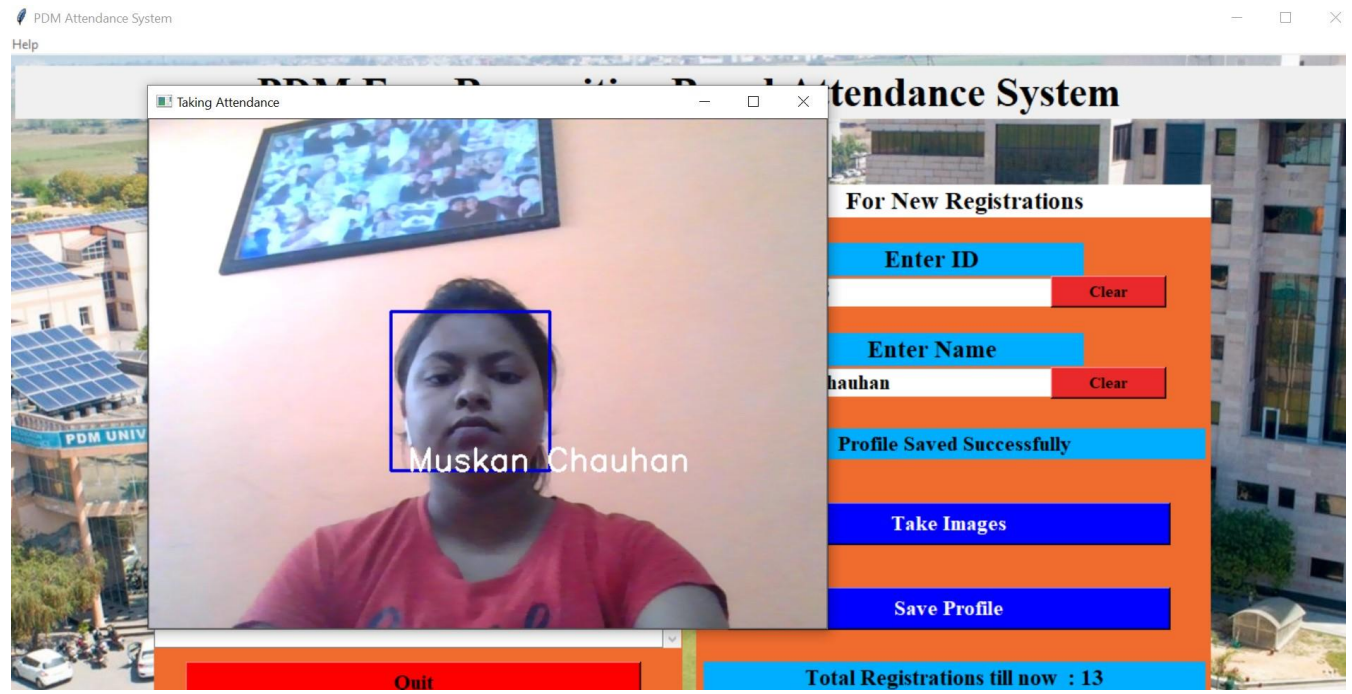 PDM Attendance System
Help
ttendance System
Taking Attendance
For New Registrations
Enter ID
Clear
Enter Name
hauhan
Clear
PDM UNIV
Profile Saved Successfully
Muskan Chauhan
Take Images
Save Profile
Quit
Total Registrations till now : 13